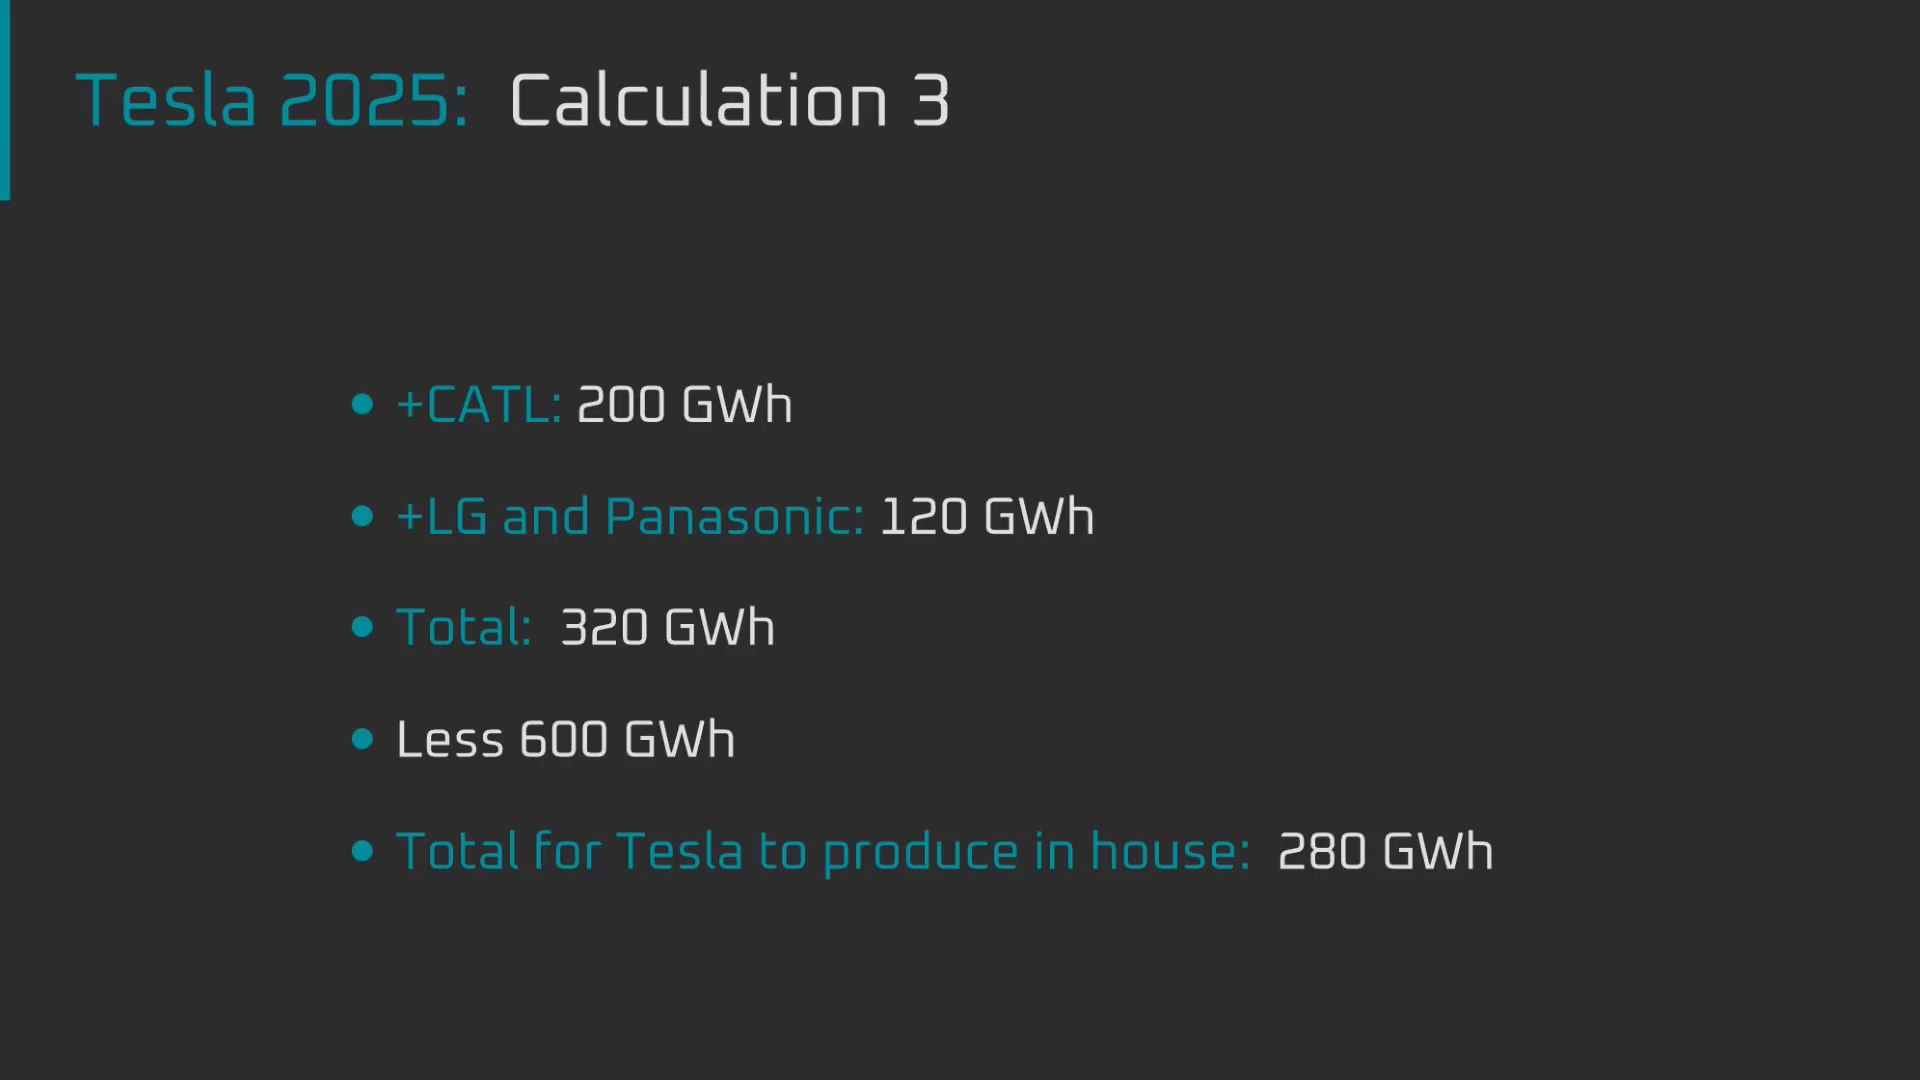 Tesla 2025: Calculation 3
+CATL: 200 GWh
+LG and Panasonic: 120 GWh
Total: 320 GWh
Less 600 GWh
Total for Tesla to produce in house: 280 GWh